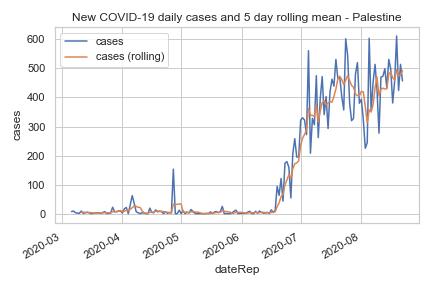 New COVID-19 daily cases and 5 day rolling mean - Palestine
cases
cases (rolling)
600
500
400
300
200
100
0
cases
2020-03
2020-04
2020-05
2020-06
2020-07
2020-08
dateRep